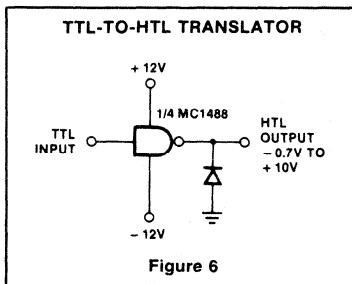 TTL-TO-HTL TRANSLATOR
+ 12V
1/4 MC1488
TTL
INPUT
HTL
OUTPUT
– 0.7V TO
+ 10V
– 12V
Figure 6